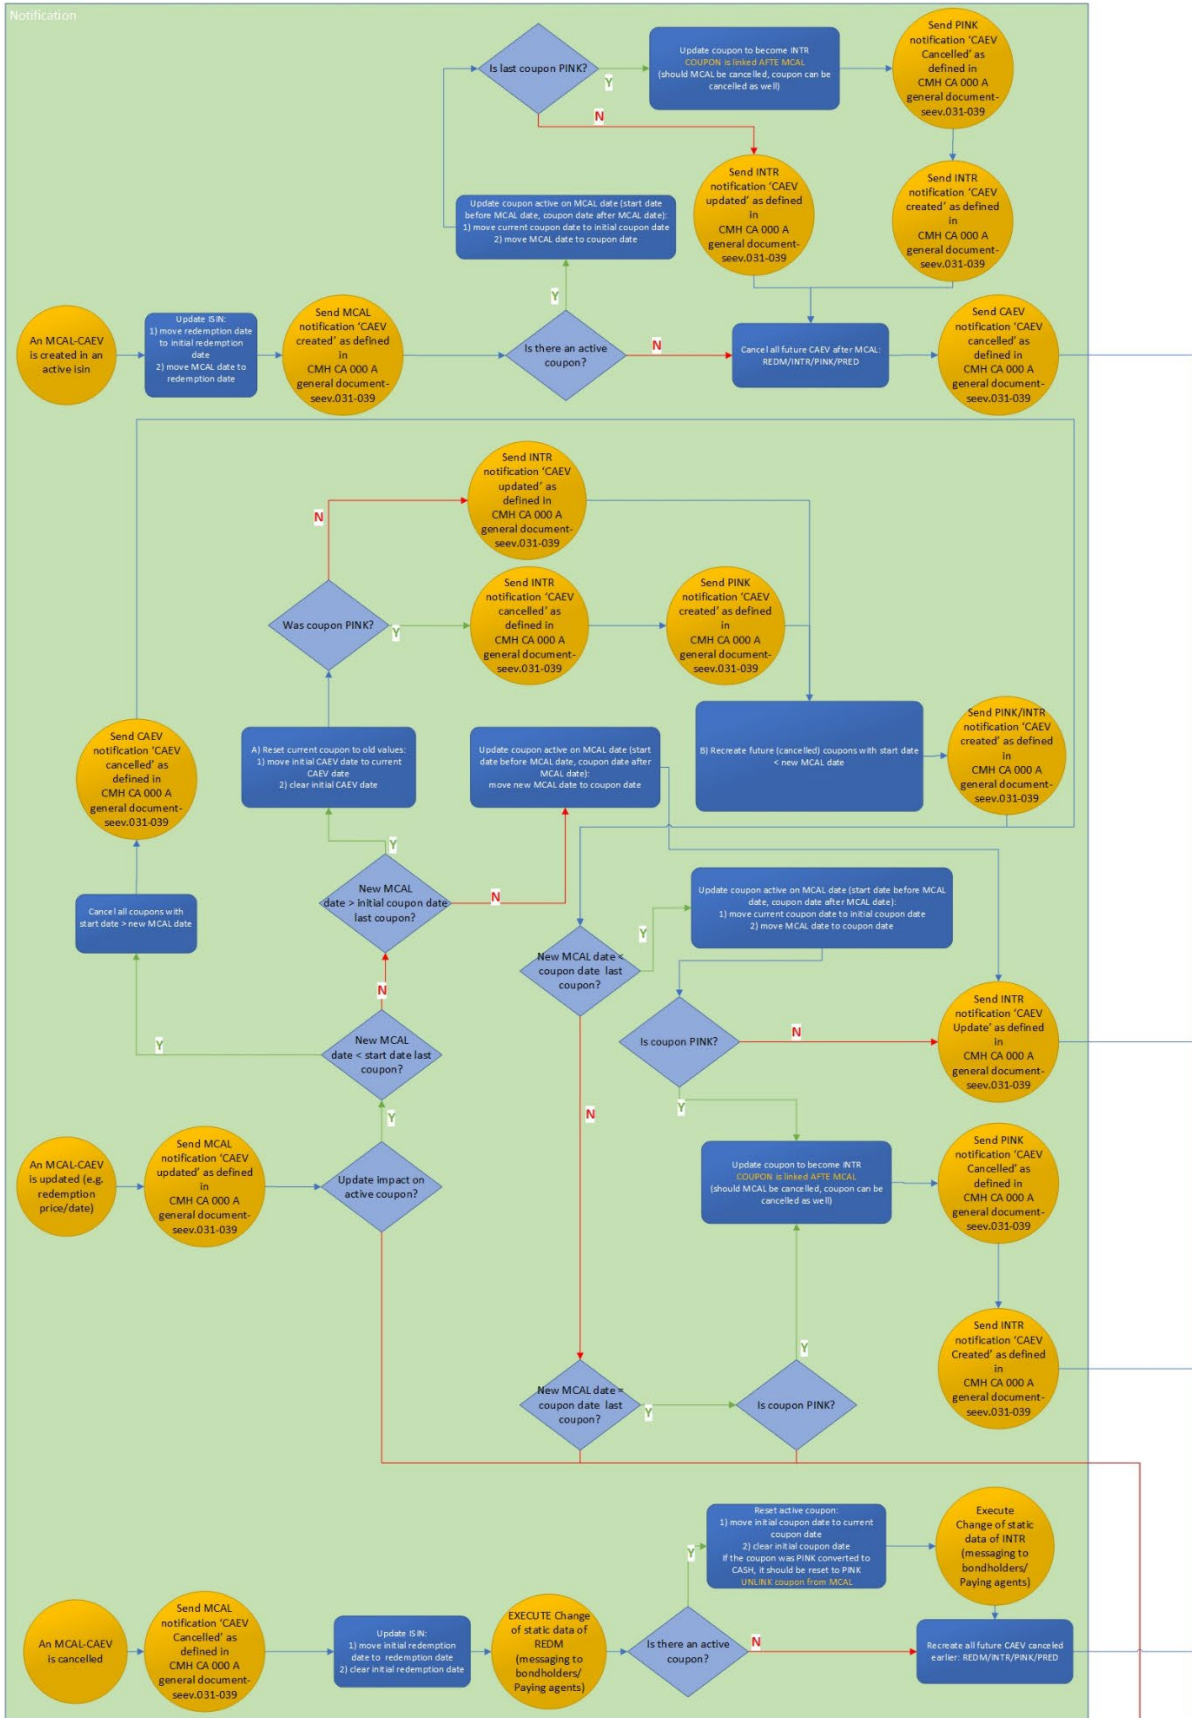 Notification
Is last coupon PINK?
Y
N
Update coupon to become INTR
COUPON is linked AFTE MCAL
(should MCAL be cancelled, coupon can be
cancelled as well)
Send PINK
notification ‘CAEV
Cancelled’ as
defined in
CMH CA 000 A
general document-
seev.031-039
Send INTR
notification ‘CAEV
updated’ as defined
in
CMH CA 000 A
general document-
seev.031-039
Send INTR
notification ‘CAEV
created’ as defined
in
CMH CA 000 A
general document-
seev.031-039
Update coupon active on MCAL date (start date
before MCAL date, coupon date after MCAL date):
1) move current coupon date to initial coupon date
2) move MCAL date to coupon date
Y
An MCAL-CAEV
is created in an
active isin
Update ISIN:
1) move redemption date
to initial redemption
date
2) move MCAL date to
redemption date
Send MCAL
notification ‘CAEV
created’ as defined
in
CMH CA 000 A
general document-
seev.031-039
Is there an active
coupon?
N
Cancel all future CAEV after MCAL:
REDM/INTR/PINK/PRED
Send CAEV
notification ‘CAEV
cancelled’ as
defined in
CMH CA 000 A
general document-
seev.031-039
Send INTR
notification ‘CAEV
updated’ as
defined in
CMH CA 000 A
general document-
seev.031-039
N
Was coupon PINK?
Y
Send INTR
notification ‘CAEV
cancelled’ as
defined in
CMH CA 000 A
general document-
seev.031-039
Send PINK
notification ‘CAEV
created’ as defined
in
CMH CA 000 A
general document-
seev.031-039
Send CAEV
notification ‘CAEV
cancelled’ as
defined in
CMH CA 000 A
general document-
seev.031-039
A) Reset current coupon to old values:
1) move initial CAEV date to current
CAEV date
2) clear initial CAEV date
Update coupon active on MCAL date (start
date before MCAL date, coupon date after
MCAL date):
move new MCAL date to coupon date
B) Recreate future (cancelled) coupons with start date
< new MCAL date
Send PINK/INTR
notification ‘CAEV
created’ as defined
in
CMH CA 000 A
general document-
seev.031-039
Y
Cancel all coupons with
start date > new MCAL date
New MCAL
date > initial coupon date
last coupon?
N
Update coupon active on MCAL date (start date before MCAL
date, coupon date after MCAL date):
1) move current coupon date to initial coupon date
2) move MCAL date to coupon date
Y
New MCAL date <
coupon date last
coupon?
N
Y
New MCAL
date < start date last
coupon?
Is coupon PINK?
N
Y
Send INTR
notification ‘CAEV
Update’ as defined
in
CMH CA 000 A
general document-
seev.031-039
N
Y
An MCAL-CAEV
is updated (e.g.
redemption
price/date)
Send MCAL
notification ‘CAEV
updated’ as defined
in
CMH CA 000 A
general document-
seev.031-039
Update impact on
active coupon?
Update coupon to become INTR
COUPON is linked AFTE MCAL
(should MCAL be cancelled, coupon can be
cancelled as well)
Send PINK
notification ‘CAEV
Cancelled’ as
defined in
CMH CA 000 A
general document-
seev.031-039
Y
New MCAL date =
coupon date last
coupon?
Y
Is coupon PINK?
Send INTR
notification ‘CAEV
Created’ as defined
in
CMH CA 000 A
general document-
seev.031-039
An MCAL-CAEV
is cancelled
Send MCAL
notification ‘CAEV
Cancelled’ as
defined in
CMH CA 000 A
general document-
seev.031-039
Update ISIN:
1) move initial redemption
date to redemption date
2) clear initial redemption date
EXECUTE Change
of static data of
REDM
(messaging to
bondholders/
Paying agents)
Is there an active
coupon?
Y
N
Reset active coupon:
1) move initial coupon date to current
coupon date
2) clear initial coupon date
If the coupon was PINK converted to
CASH, it should be reset to PINK
UNLINK coupon from MCAL
Execute
Change of static
data of INTR
(messaging to
bondholders/
Paying agents)
Recreate all future CAEV canceled
earlier: REDM/INTR/PINK/PRED